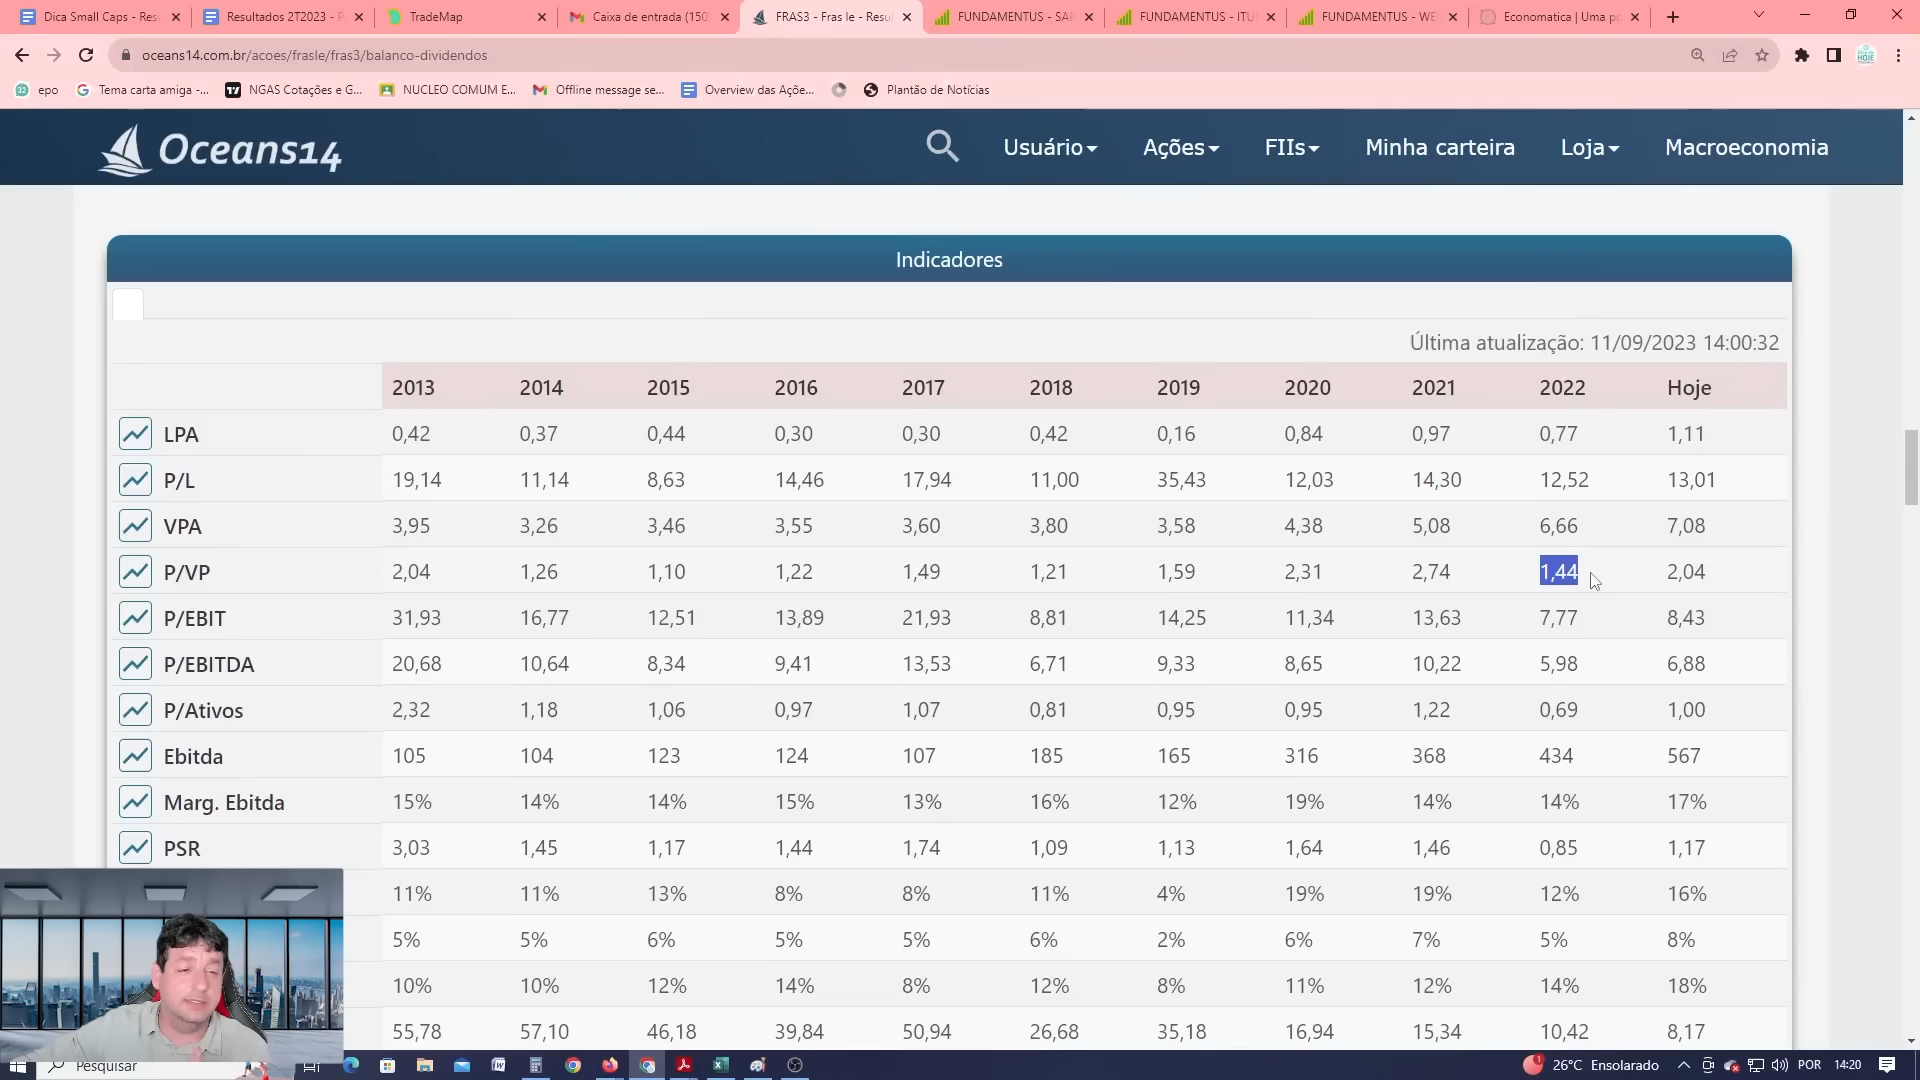 Dica Small Caps - Res
Resultados 2T2023 - P
TradeMap
Caixa de entrada (150
FRAS3 - Fras le - Resul
FUNDAMENTUS - SAP
FUNDAMENTUS - ITU
FUNDAMENTUS - WE
Economatica | Uma po
oceans14.com.br/acoes/frasle/fras3/balanco-dividendos
epo
Tema carta amiga -...
NGAS Cotações e G...
NUCLEO COMUM E...
Offline message se...
Overview das Açõe...
Plantão de Notícias
Oceans14
Usuário
Ações
FIIs
Minha carteira
Loja
Macroeconomia
Indicadores
Última atualização: 11/09/2023 14:00:32
2013 2014 2015 2016 2017 2018 2019 2020 2021 2022 Hoje
LPA 0,42 0,37 0,44 0,30 0,30 0,42 0,16 0,84 0,97 0,77 1,11
P/L 19,14 11,14 8,63 14,46 17,94 11,00 35,43 12,03 14,30 12,52 13,01
VPA 3,95 3,26 3,46 3,55 3,60 3,80 3,58 4,38 5,08 6,66 7,08
P/VP 2,04 1,26 1,10 1,22 1,49 1,21 1,59 2,31 2,74 1,44 2,04
P/EBIT 31,93 16,77 12,51 13,89 21,93 8,81 14,25 11,34 13,63 7,77 8,43
P/EBITDA 20,68 10,64 8,34 9,41 13,53 6,71 9,33 8,65 10,22 5,98 6,88
P/Ativos 2,32 1,18 1,06 0,97 1,07 0,81 0,95 0,95 1,22 0,69 1,00
Ebitda 105 104 123 124 107 185 165 316 368 434 567
Marg. Ebitda 15% 14% 14% 15% 13% 16% 12% 19% 14% 14% 17%
PSR 3,03 1,45 1,17 1,44 1,74 1,09 1,13 1,64 1,46 0,85 1,17
11% 11% 13% 8% 8% 11% 4% 19% 19% 12% 16%
5% 5% 6% 5% 5% 6% 2% 6% 7% 5% 8%
10% 10% 12% 14% 8% 12% 8% 11% 12% 14% 18%
55,78 57,10 46,18 39,84 50,94 26,68 35,18 16,94 15,34 10,42 8,17
Pesquisar
26°C Ensolarado
POR
14:20